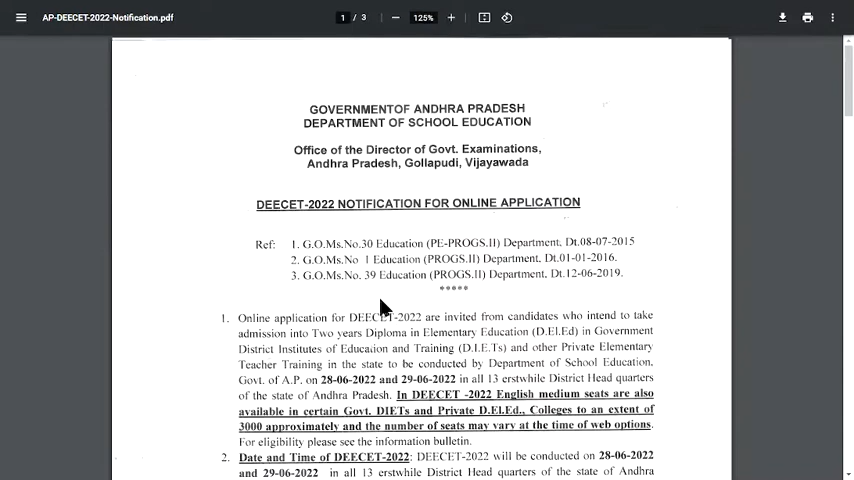 AP-DEECET-2022-Notification.pdf
1 / 3
125%
GOVERNMENTOF ANDHRA PRADESH
DEPARTMENT OF SCHOOL EDUCATION
Office of the Director of Govt. Examinations,
Andhra Pradesh, Gollapudi, Vijayawada
DEECET-2022 NOTIFICATION FOR ONLINE APPLICATION
Ref: 1. G.O.Ms.No.30 Education (PE-PROGS.II) Department, Dt.08-07-2015
2. G.O.Ms.No 1 Education (PROGS.II) Department, Dt.01-01-2016.
3. G.O.Ms.No. 39 Education (PROGS.II) Department, Dt.12-06-2019.
*****
1. Online application for DEECET-2022 are invited from candidates who intend to take
admission into Two years Diploma in Elementary Education (D.El.Ed) in Government
District Institutes of Education and Training (D.I.E.Ts) and other Private Elementary
Teacher Training in the state to be conducted by Department of School Education,
Govt. of A.P. on 28-06-2022 and 29-06-2022 in all 13 erstwhile District Head quarters
of the state of Andhra Pradesh. In DEECET -2022 English medium seats are also
available in certain Govt. DIETs and Private D.El.Ed., Colleges to an extent of
3000 approximately and the number of seats may vary at the time of web options.
For eligibility please see the information bulletin.
2. Date and Time of DEECET-2022: DEECET-2022 will be conducted on 28-06-2022
and 29-06-2022 in all 13 erstwhile District Head quarters of the state of Andhra